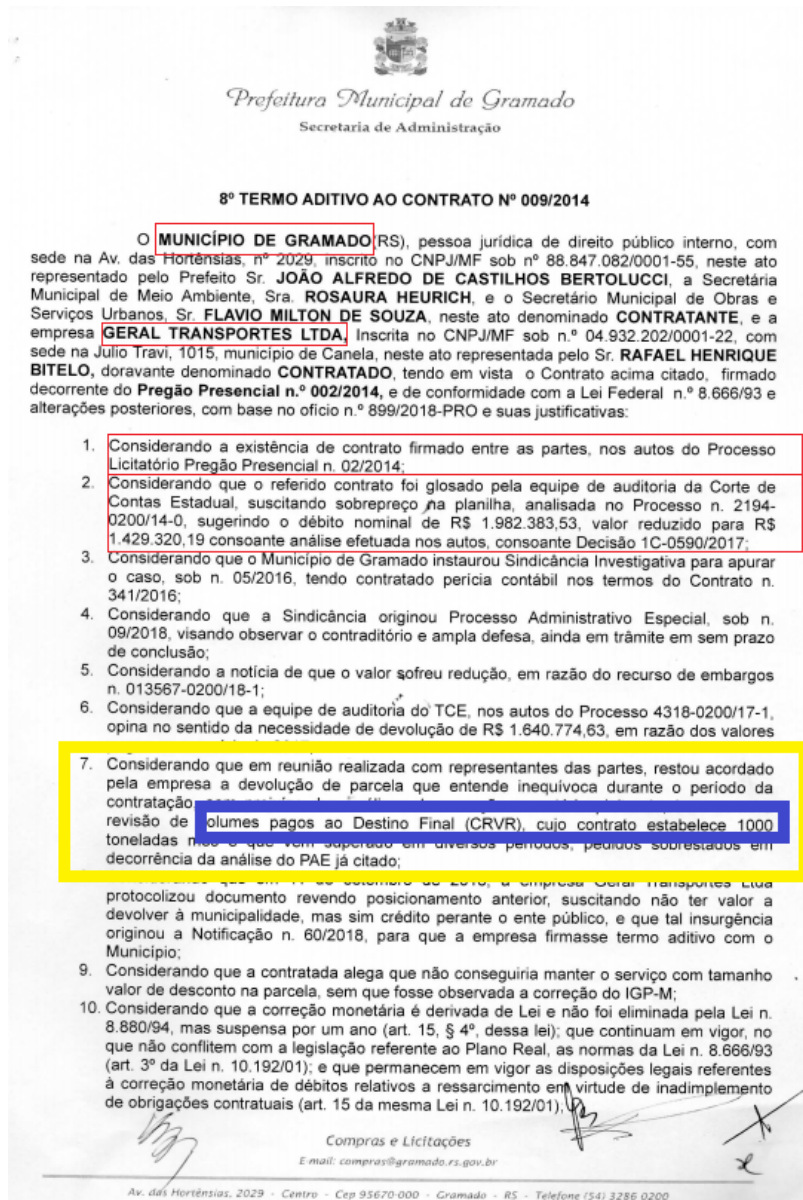 Prefeitura Municipal de Gramado
Secretaria de Administração
8º TERMO ADITIVO AO CONTRATO Nº 009/2014
O MUNICÍPIO DE GRAMADO(RS), pessoa jurídica de direito público interno, com
sede na Av. das Hortênsias, nº 2029, inscrito no CNPJ/MF sob nº 88.847.082/0001-55, neste ato
representado pelo Prefeito Sr. JOÃO ALFREDO DE CASTILHOS BERTOLUCCI, a Secretária
Municipal de Meio Ambiente, Sra. ROSAURA HEURICH, e o Secretário Municipal de Obras e
Serviços Urbanos, Sr. FLAVIO MILTON DE SOUZA, neste ato denominado CONTRATANTE, e a
empresa GERAL TRANSPORTES LTDA, Inscrita no CNPJ/MF sob n.º 04.932.202/0001-22, com
sede na Julio Travi, 1015, município de Canela, neste ato representada pelo Sr. RAFAEL HENRIQUE
BITELO, doravante denominado CONTRATADO, tendo em vista o Contrato acima citado, firmado
decorrente do Pregão Presencial n.º 002/2014, e de conformidade com a Lei Federal n.º 8.666/93 e
alterações posteriores, com base no oficio n.º 899/2018-PRO e suas justificativas:
1. Considerando a existência de contrato firmado entre as partes, nos autos do Processo
Licitatório Pregão Presencial n. 02/2014;
2. Considerando que o referido contrato foi glosado pela equipe de auditoria da Corte de
Contas Estadual, suscitando sobrepreço na planilha, analisada no Processo n. 2194-
0200/14-0, sugerindo o débito nominal de R$ 1.982.383,53, valor reduzido para R$
1.429.320,19 consoante análise efetuada nos autos, consoante Decisão 1C-0590/2017;
3. Considerando que o Município de Gramado instaurou Sindicância Investigativa para apurar
o caso, sob n. 05/2016, tendo contratado perícia contábil nos termos do Contrato n.
341/2016;
4. Considerando que a Sindicância originou Processo Administrativo Especial, sob n.
09/2018, visando observar o contraditório e ampla defesa, ainda em trâmite em sem prazo
de conclusão;
5. Considerando a notícia de que o valor sofreu redução, em razão do recurso de embargos
n. 013567-0200/18-1;
6. Considerando que a equipe de auditoria do TCE, nos autos do Processo 4318-0200/17-1,
opina no sentido da necessidade de devolução de R$ 1.640.774,63, em razão dos valores
7. Considerando que em reunião realizada com representantes das partes, restou acordado
pela empresa a devolução de parcela que entende inequívoca durante o período da
contratação
revisão de volumes pagos ao Destino Final (CRVR), cujo contrato estabelece 1000
toneladas
decorrência da análise do PAE já citado;
protocolizou documento revendo posicionamento anterior, suscitando não ter valor a
devolver à municipalidade, mas sim crédito perante o ente público, e que tal insurgência
originou a Notificação n. 60/2018, para que a empresa firmasse termo aditivo com o
Município;
9. Considerando que a contratada alega que não conseguiria manter o serviço com tamanho
valor de desconto na parcela, sem que fosse observada a correção do IGP-M;
10. Considerando que a correção monetária é derivada de Lei e não foi eliminada pela Lei n.
8.880/94, mas suspensa por um ano (art. 15, § 4º, dessa lei); que continuam em vigor, no
que não conflitem com a legislação referente ao Plano Real, as normas da Lei n. 8.666/93
(art. 3º da Lei n. 10.192/01); e que permanecem em vigor as disposições legais referentes
à correção monetária de débitos relativos a ressarcimento em virtude de inadimplemento
de obrigações contratuais (art. 15 da mesma Lei n. 10.192/01);
Compras e Licitações
E-mail: compras@gramado.rs.gov.br
Av. das Hortênsias, 2029 - Centro - Cep 95670-000 - Gramado - RS - Telefone (54) 3286 0200